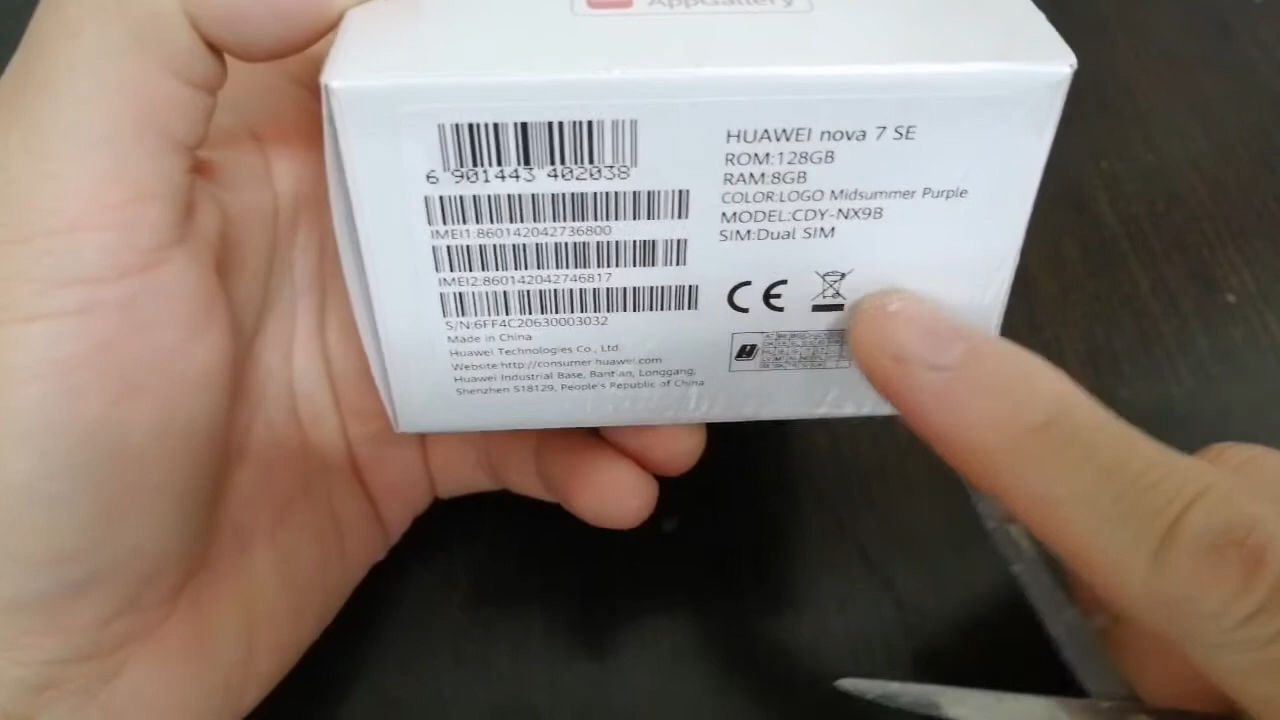 AppGallery
6 901443 402038
IMEI1:860142042736800
IMEI2:860142042746817
S/N:6FF4C20630003032
Made in China
Huawei Technologies Co., Ltd.
Website:http://consumer.huawei.com
Huawei Industrial Base, Bantian, Longgang,
Shenzhen 518129, People's Republic of China
HUAWEI nova 7 SE
ROM:128GB
RAM:8GB
COLOR:LOGO Midsummer Purple
MODEL:CDY-NX9B
SIM:Dual SIM
CE